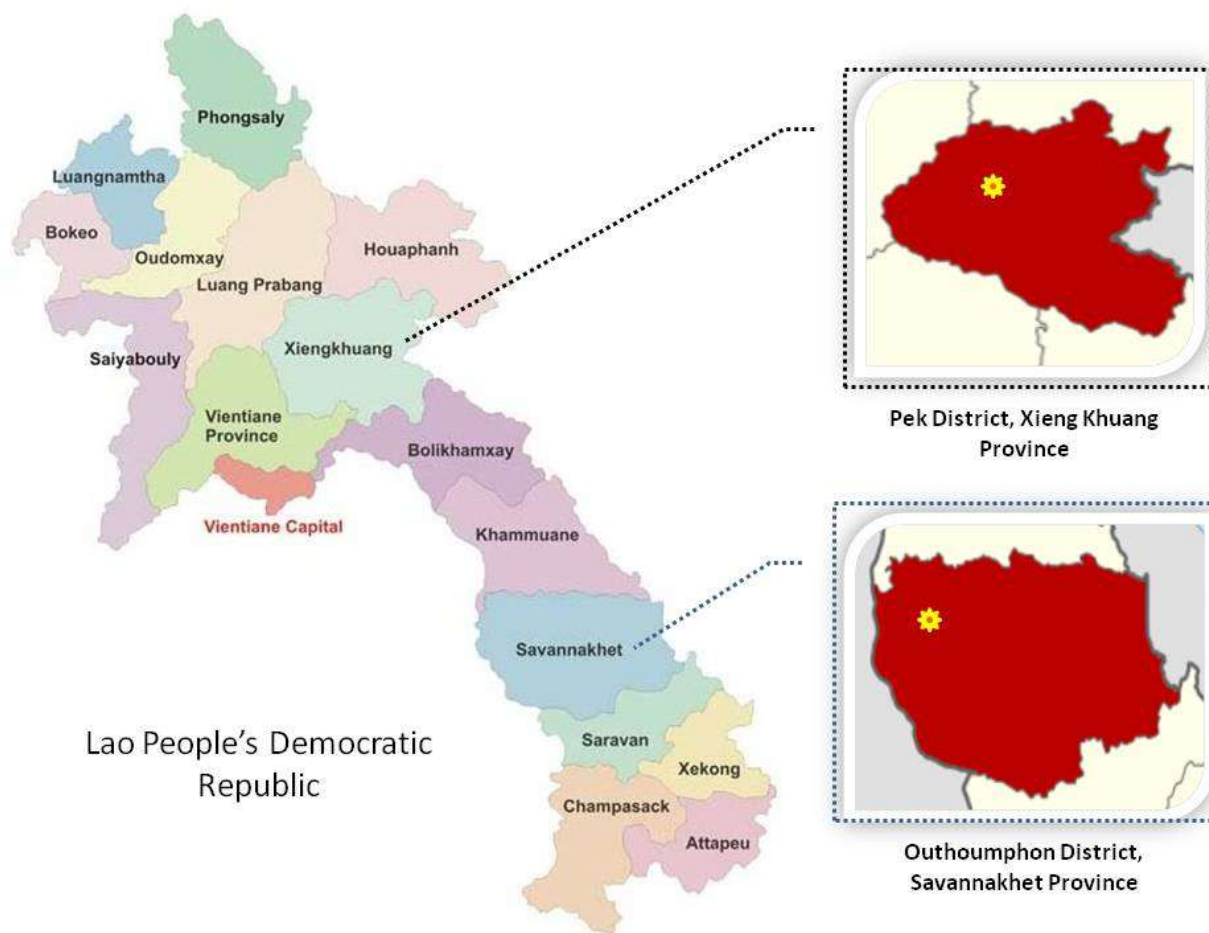 Phongsaly
Luangnamtha
Bokeo
Oudomxay
Houaphanh
Luang Prabang
Xiengkhuang
Saiyabouly
Vientiane
Province
Bolikhamxay
Vientiane Capital
Khammuane
Savannakhet
Saravan
Xekong
Champasack
Attapeu
Lao People’s Democratic
Republic
Pek District, Xieng Khuang
Province
Outhoumphon District,
Savannakhet Province